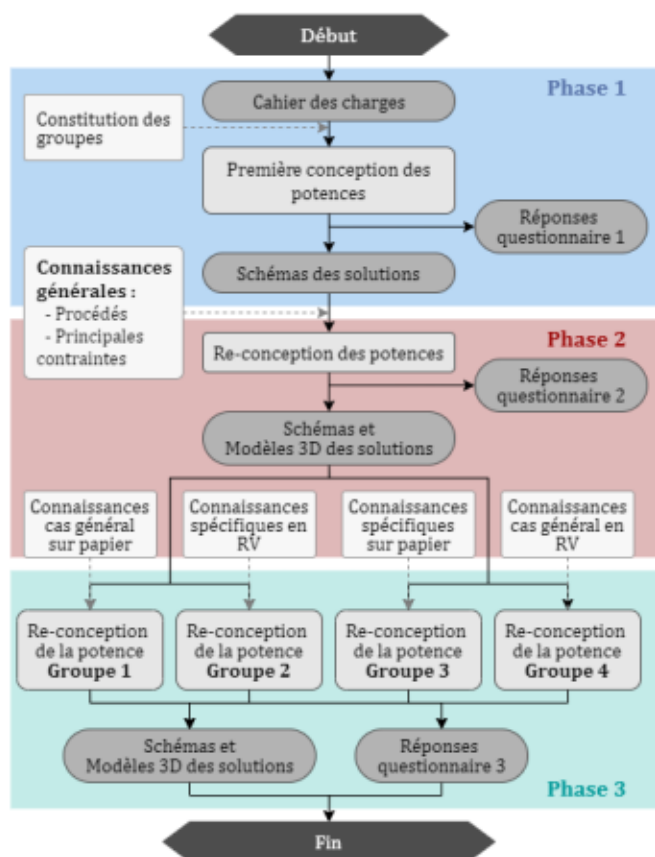 Début
Phase 1
Cahier des charges
Constitution des
groupes
Première conception des
potences
Réponses
questionnaire 1
Connaissances
générales :
- Procédés
- Principales
contraintes
Schémas des solutions
Phase 2
Re-conception des potences
Réponses
questionnaire 2
Schémas et
Modèles 3D des solutions
Connaissances
cas général
sur papier
Connaissances
spécifiques en
RV
Connaissances
spécifiques
sur papier
Connaissances
cas général en
RV
Re-conception
de la potence
Groupe 1
Re-conception
de la potence
Groupe 2
Re-conception
de la potence
Groupe 3
Re-conception
de la potence
Groupe 4
Schémas et
Modèles 3D des solutions
Réponses
questionnaire 3
Phase 3
Fin